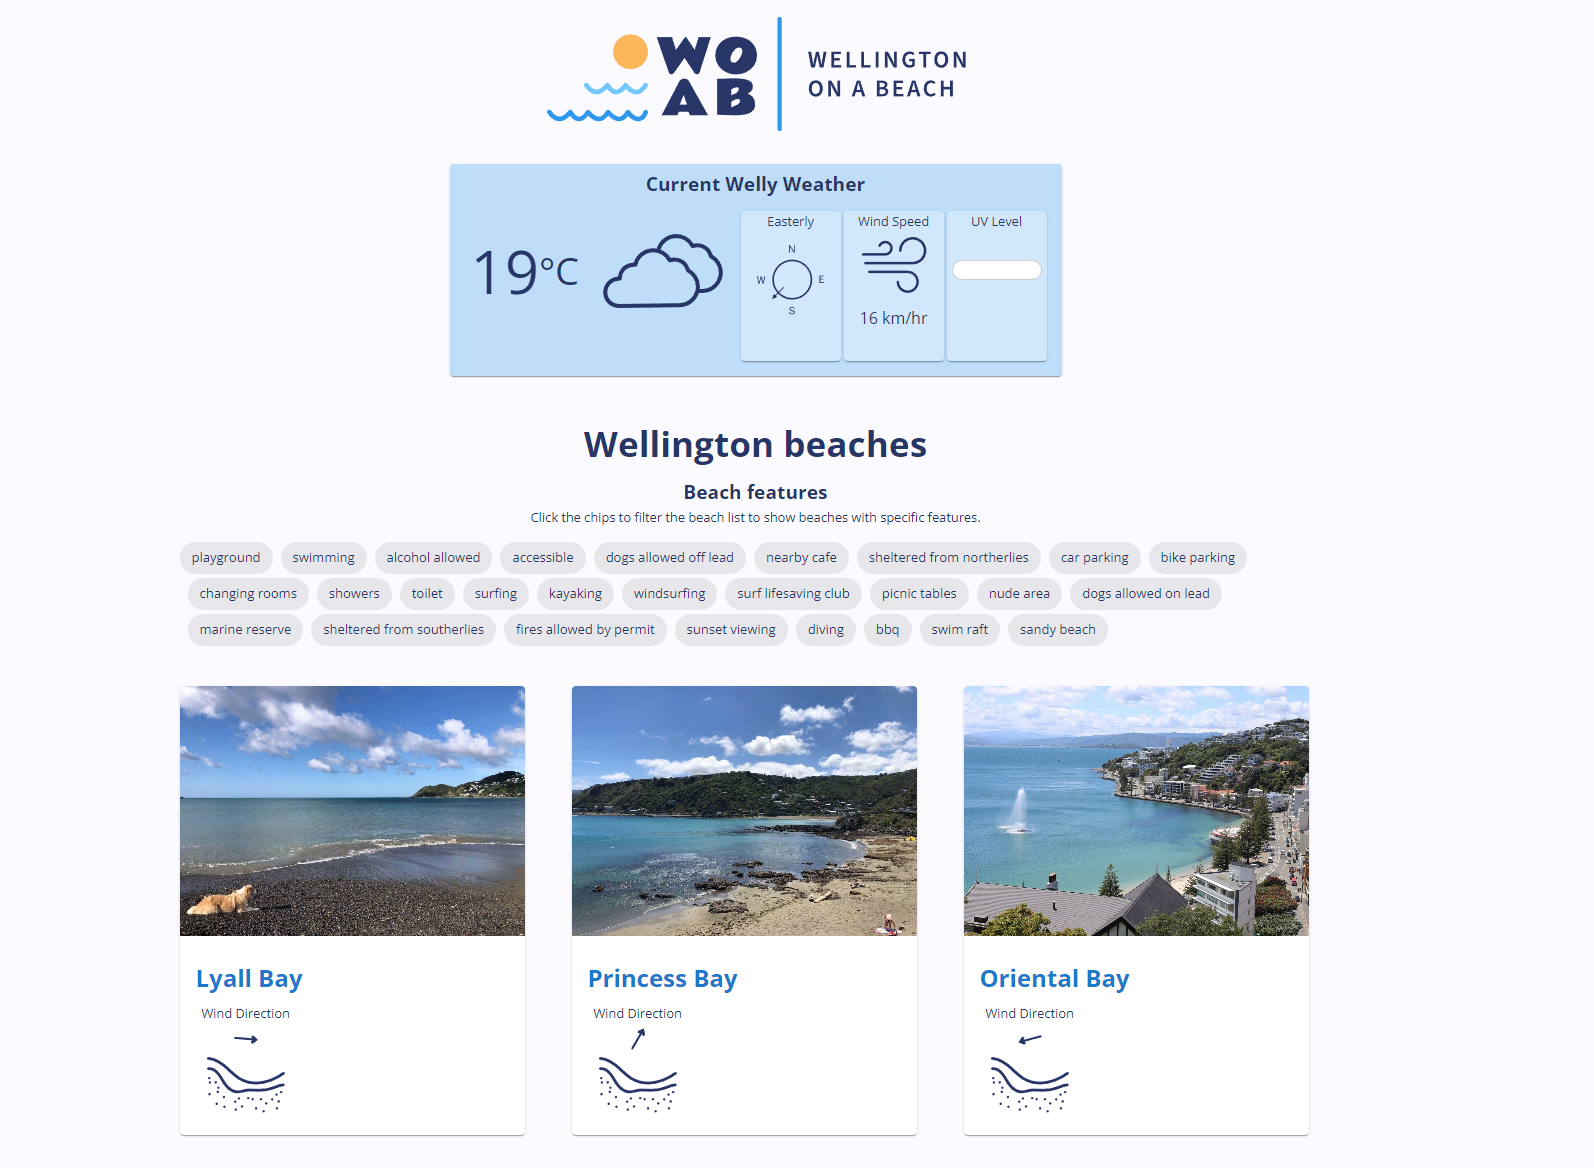 WO
AB
WELLINGTON
ON A BEACH
Current Welly Weather
19°C
Easterly
N
W
E
S
Wind Speed
16 km/hr
UV Level
Wellington beaches
Beach features
Click the chips to filter the beach list to show beaches with specific features.
playground swimming alcohol allowed accessible dogs allowed off lead nearby cafe sheltered from northerlies car parking bike parking
changing rooms showers toilet surfing kayaking windsurfing surf lifesaving club picnic tables nude area dogs allowed on lead
marine reserve sheltered from southerlies fires allowed by permit sunset viewing diving bbq swim raft sandy beach
Lyall Bay
Wind Direction
Princess Bay
Wind Direction
Oriental Bay
Wind Direction